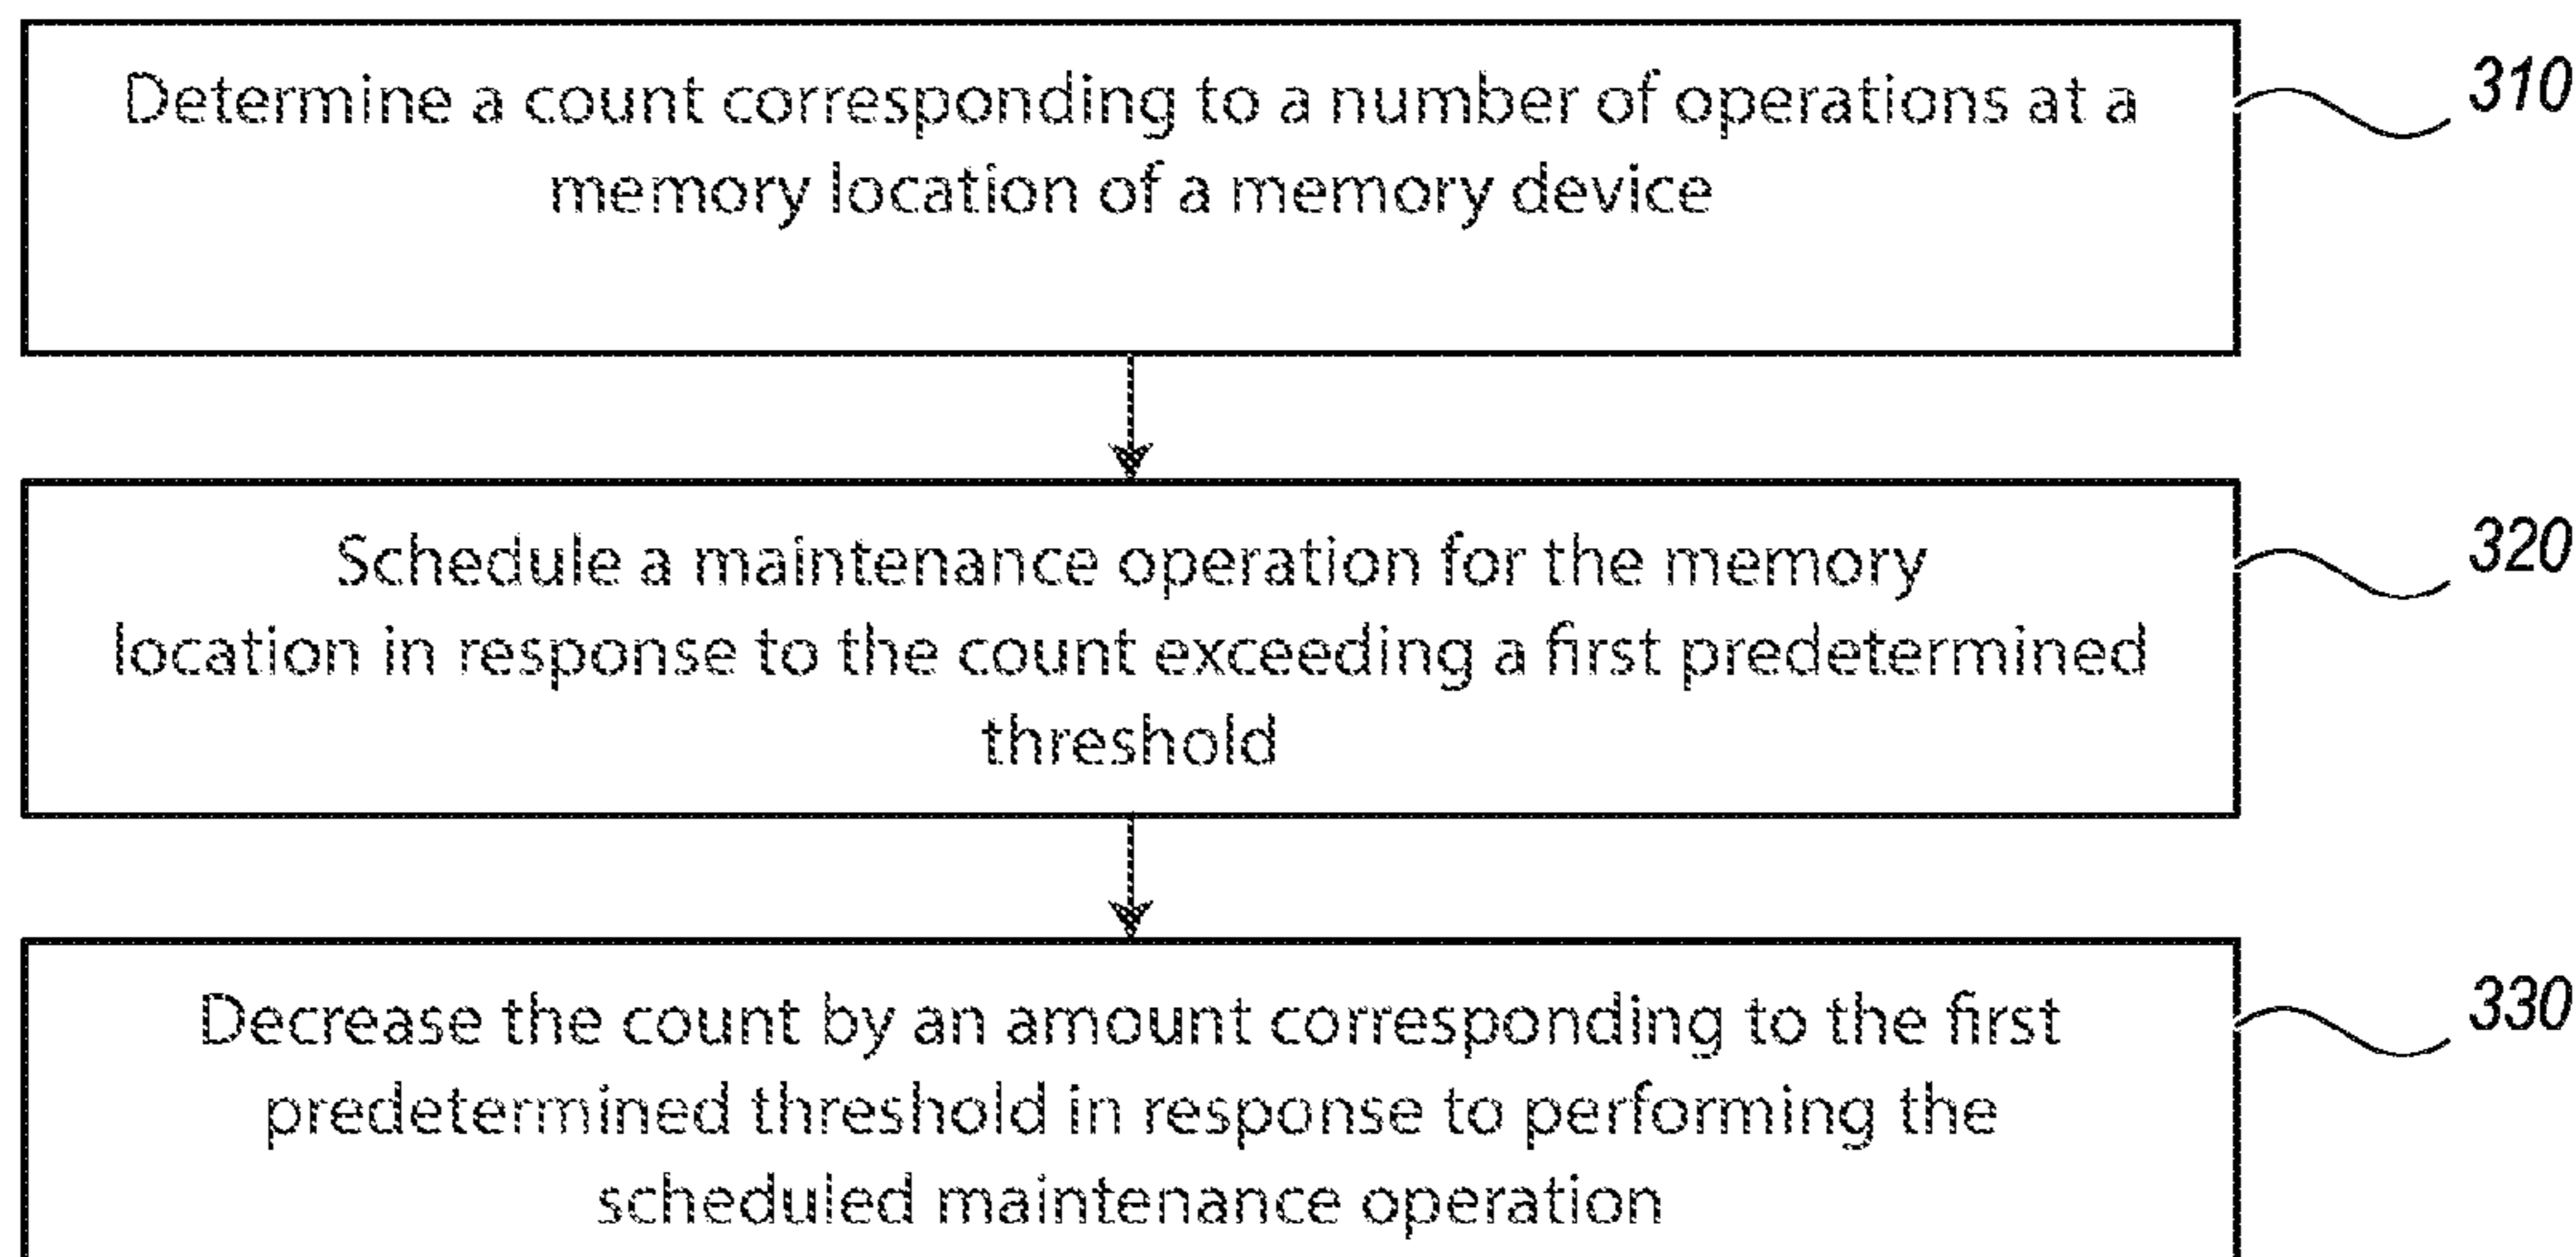 Determine a count corresponding to a number of operations at a
memory location of a memory device
310
Schedule a maintenance operation for the memory
location in response to the count exceeding a first predetermined
threshold
320
Decrease the count by an amount corresponding to the first
predetermined threshold in response to performing the
scheduled maintenance operation
330